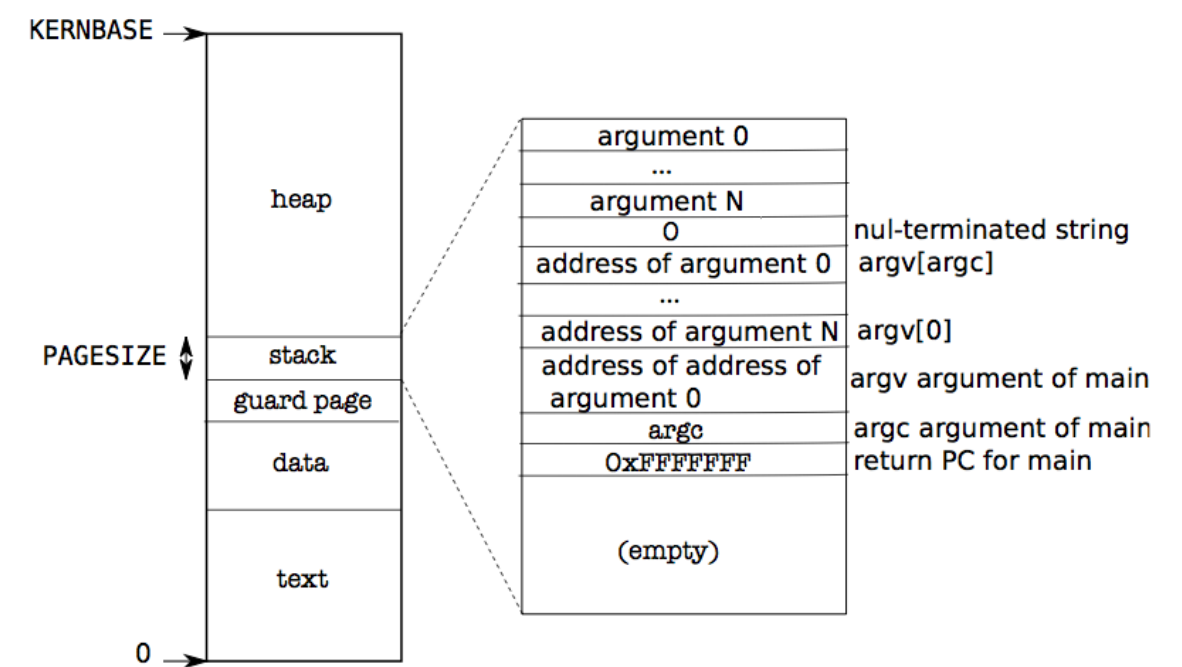 KERNBASE
heap
PAGESIZE
stack
guard page
data
text
0
argument 0
...
argument N
0
nul-terminated string
address of argument 0
argv[argc]
...
address of argument N
argv[0]
address of address of
argument 0
argv argument of main
argc
argc argument of main
0xFFFFFFF
return PC for main
(empty)